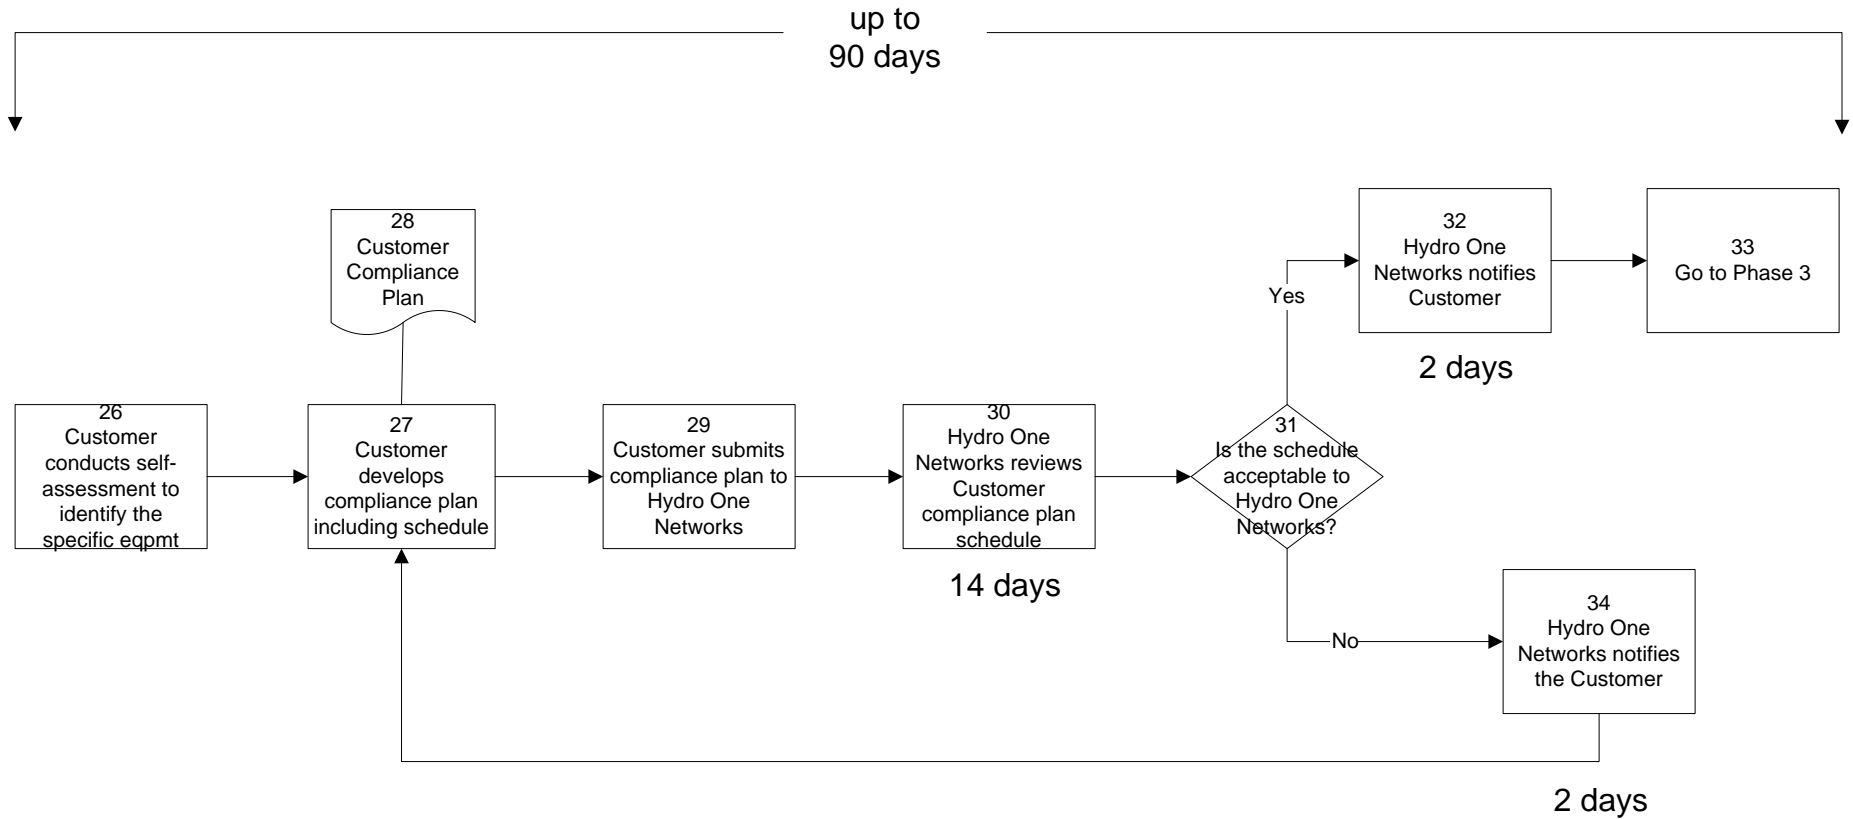 up to
90 days
28
Customer
Compliance
Plan
26
Customer
conducts self-
assessment to
identify the
specific eqpmt
27
Customer
develops
compliance plan
including schedule
29
Customer submits
compliance plan to
Hydro One
Networks
30
Hydro One
Networks reviews
Customer
compliance plan
schedule
14 days
31
Is the schedule
acceptable to
Hydro One
Networks?
Yes
32
Hydro One
Networks notifies
Customer
2 days
33
Go to Phase 3
No
34
Hydro One
Networks notifies
the Customer
2 days